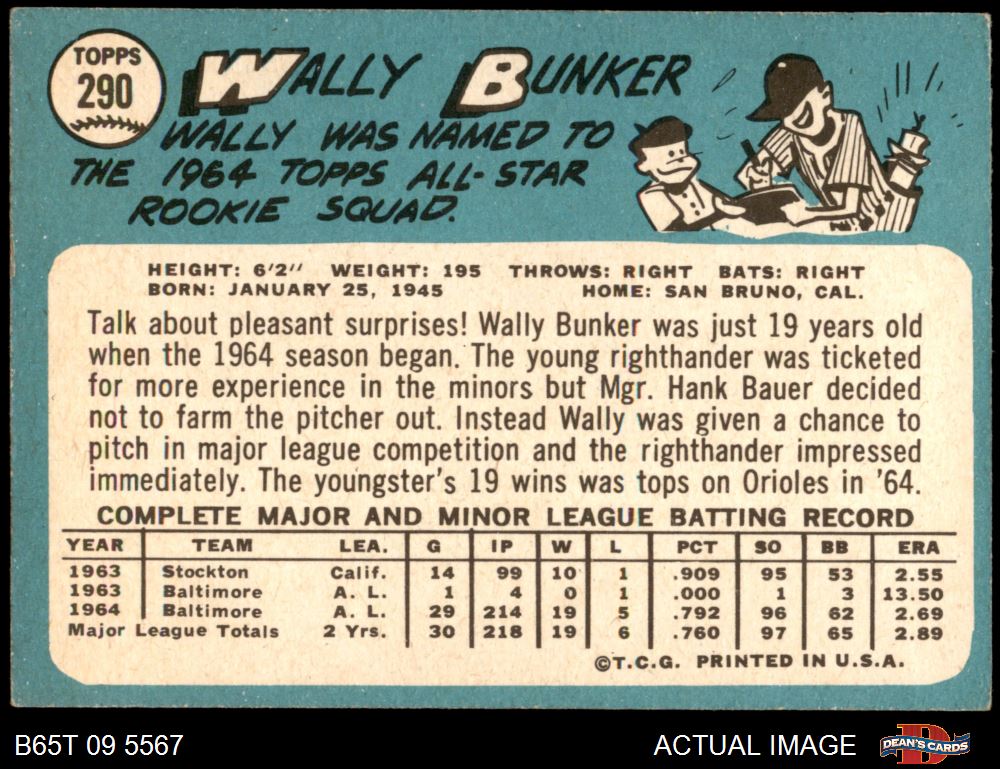 TOPPS
290
WALLY BUNKER
WALLY WAS NAMED TO
THE 1964 TOPPS ALL-STAR
ROOKIE SQUAD.
HEIGHT: 6'2" WEIGHT: 195 THROWS: RIGHT BATS: RIGHT
BORN: JANUARY 25, 1945 HOME: SAN BRUNO, CAL.
Talk about pleasant surprises! Wally Bunker was just 19 years old
when the 1964 season began. The young righthander was ticketed
for more experience in the minors but Mgr. Hank Bauer decided
not to farm the pitcher out. Instead Wally was given a chance to
pitch in major league competition and the righthander impressed
immediately. The youngster's 19 wins was tops on Orioles in '64.
COMPLETE MAJOR AND MINOR LEAGUE BATTING RECORD
YEAR TEAM LEA. G IP W L PCT SO BB ERA
1963 Stockton Calif. 14 99 10 1 .909 95 53 2.55
1963 Baltimore A. L. 1 4 0 1 .000 1 3 13.50
1964 Baltimore A. L. 29 214 19 5 .792 96 62 2.69
Major League Totals 2 Yrs. 30 218 19 6 .760 97 65 2.89
©T.C.G. PRINTED IN U.S.A.
B65T 09 5567 ACTUAL IMAGE DEAN'S CARDS